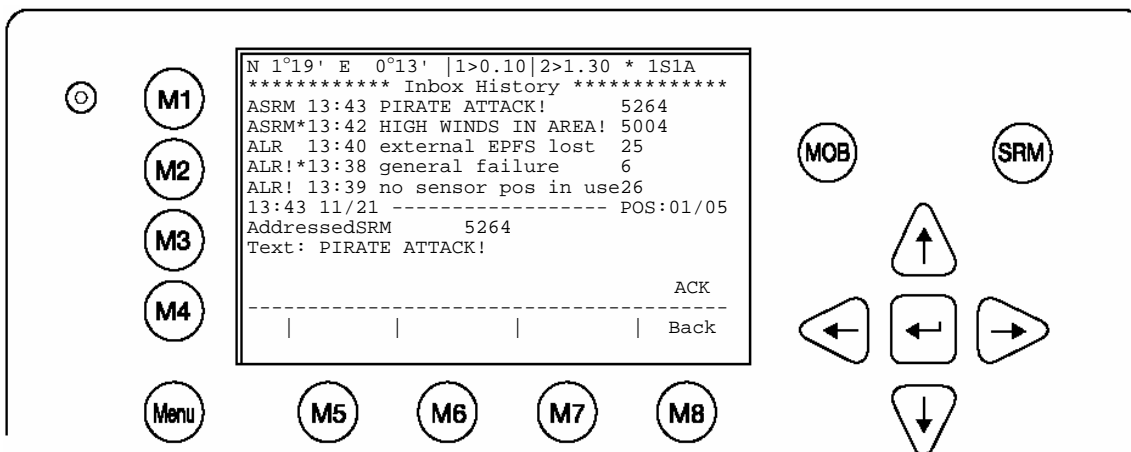 N 1°19' E  0°13' |1>0.10|2>1.30 * 1S1A
************ Inbox History *************
ASRM 13:43 PIRATE ATTACK!      5264
ASRM*13:42 HIGH WINDS IN AREA! 5004
ALR  13:40 external EPFS lost  25
ALR!*13:38 general failure     6
ALR! 13:39 no sensor pos in use26
13:43 11/21 ------------------ POS:01/05
AddressedSRM      5264
Text: PIRATE ATTACK!
ACK
----------------------------------------
|        |         |         | Back
M1
M2
M3
M4
Menu
M5
M6
M7
M8
MOB
SRM